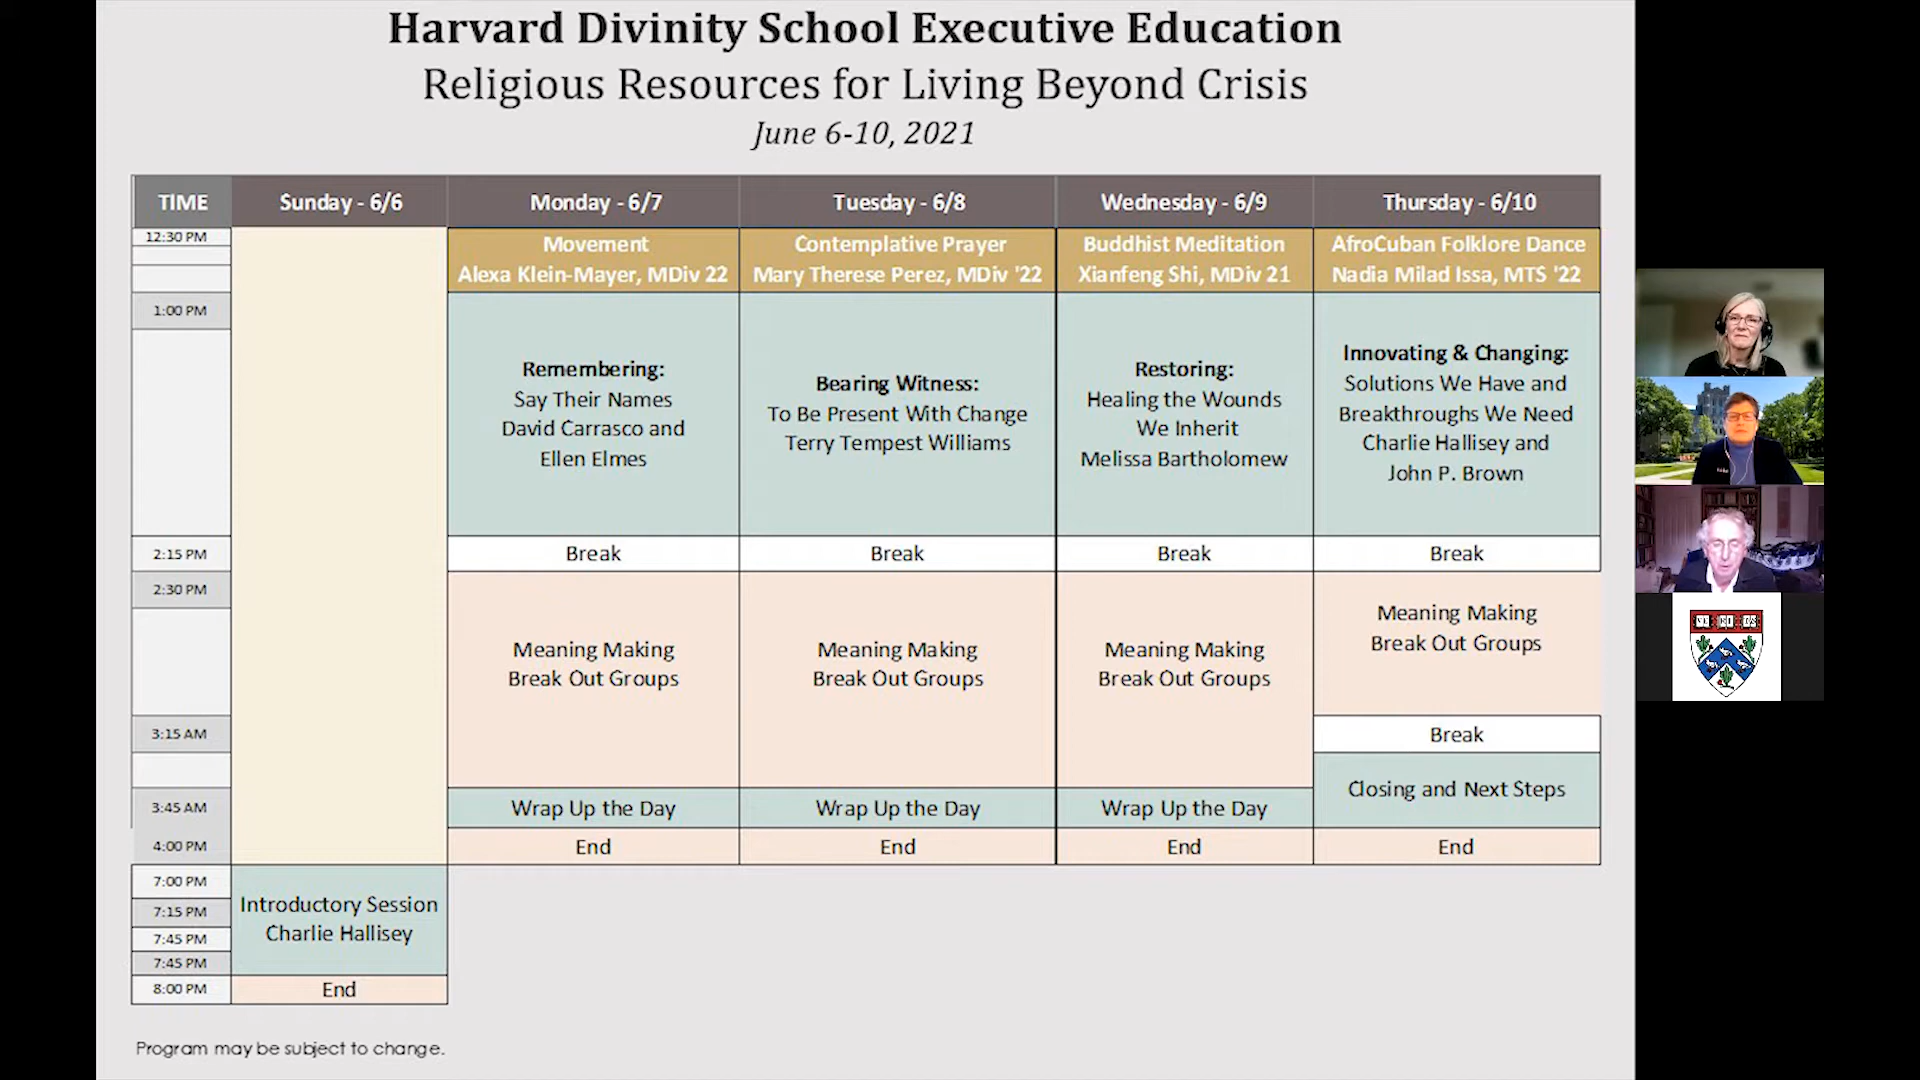 Harvard Divinity School Executive Education
Religious Resources for Living Beyond Crisis
June 6-10, 2021
TIME
Sunday - 6/6
Monday - 6/7
Tuesday - 6/8
Wednesday - 6/9
Thursday - 6/10
12:30 PM
Movement
Alexa Klein-Mayer, MDiv 22
Contemplative Prayer
Mary Therese Perez, MDiv '22
Buddhist Meditation
Xianfeng Shi, MDiv 21
AfroCuban Folklore Dance
Nadia Milad Issa, MTS '22
1:00 PM
Remembering:
Say Their Names
David Carrasco and
Ellen Elmes
Bearing Witness:
To Be Present With Change
Terry Tempest Williams
Restoring:
Healing the Wounds
We Inherit
Melissa Bartholomew
Innovating & Changing:
Solutions We Have and
Breakthroughs We Need
Charlie Hallisey and
John P. Brown
2:15 PM
Break
Break
Break
Break
2:30 PM
Meaning Making
Break Out Groups
Meaning Making
Break Out Groups
Meaning Making
Break Out Groups
Meaning Making
Break Out Groups
3:15 AM
Break
Closing and Next Steps
3:45 AM
Wrap Up the Day
Wrap Up the Day
Wrap Up the Day
4:00 PM
End
End
End
End
7:00 PM
7:15 PM
7:45 PM
7:45 PM
Introductory Session
Charlie Hallisey
8:00 PM
End
Program may be subject to change.
VE RI TAS